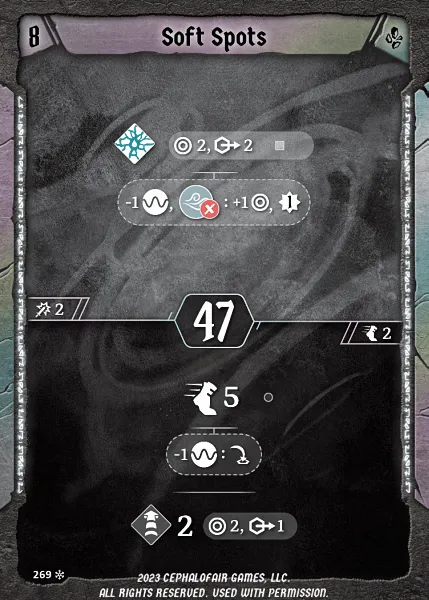 8
Soft Spots
2, 2
-1 , : +1 , 1
2
47
2
5
-1 :
2 2, 1
269
2023 CEPHALOFAIR GAMES, LLC.
ALL RIGHTS RESERVED. USED WITH PERMISSION.